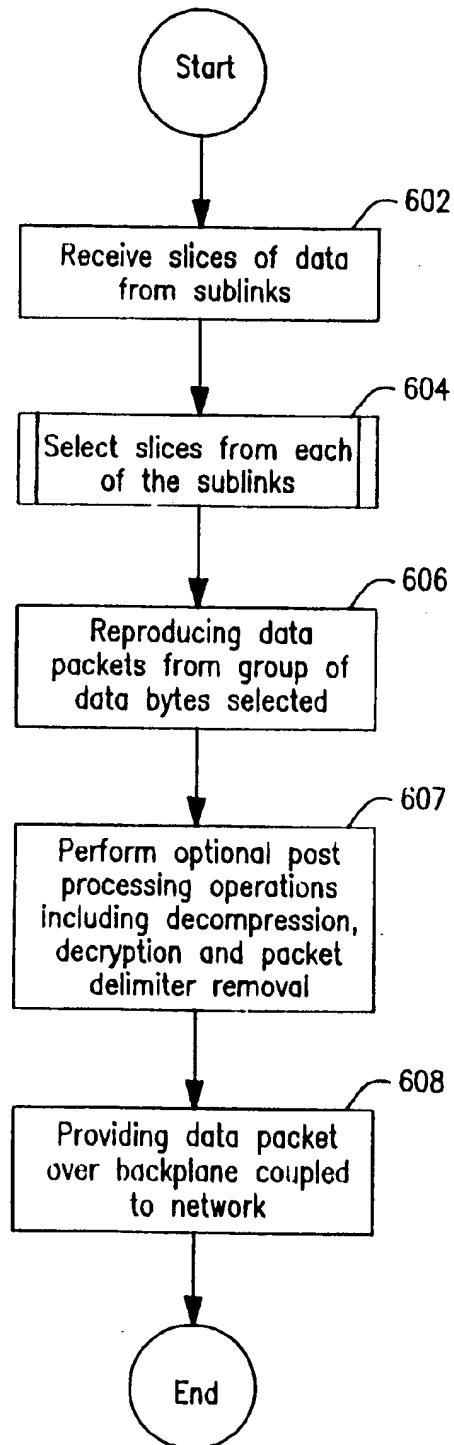 Start
602
Receive slices of data
from sublinks
604
Select slices from each
of the sublinks
606
Reproducing data
packets from group of
data bytes selected
607
Perform optional post
processing operations
including decompression,
decryption and packet
delimiter removal
608
Providing data packet
over backplane coupled
to network
End